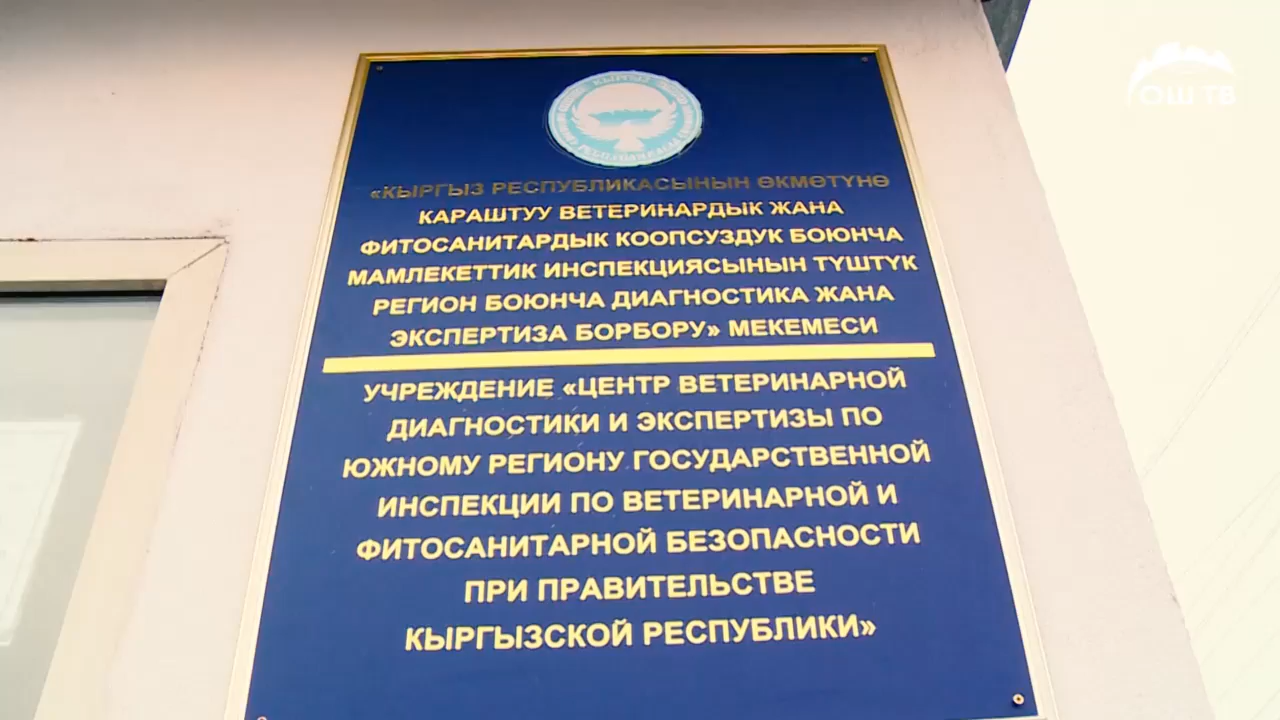 ОШ ТВ
КЫРГЫЗ
РЕСПУБЛИКАСЫ
«КЫРГЫЗ РЕСПУБЛИКАСЫНЫН ӨКМӨТҮНӨ
КАРАШТУУ ВЕТЕРИНАРДЫК ЖАНА
ФИТОСАНИТАРДЫК КООПСУЗДУК БОЮНЧА
МАМЛЕКЕТТИК ИНСПЕКЦИЯСЫНЫН ТҮШТҮК
РЕГИОН БОЮНЧА ДИАГНОСТИКА ЖАНА
ЭКСПЕРТИЗА БОРБОРУ» МЕКЕМЕСИ
УЧРЕЖДЕНИЕ «ЦЕНТР ВЕТЕРИНАРНОЙ
ДИАГНОСТИКИ И ЭКСПЕРТИЗЫ ПО
ЮЖНОМУ РЕГИОНУ ГОСУДАРСТВЕННОЙ
ИНСПЕКЦИИ ПО ВЕТЕРИНАРНОЙ И
ФИТОСАНИТАРНОЙ БЕЗОПАСНОСТИ
ПРИ ПРАВИТЕЛЬСТВЕ
КЫРГЫЗСКОЙ РЕСПУБЛИКИ»